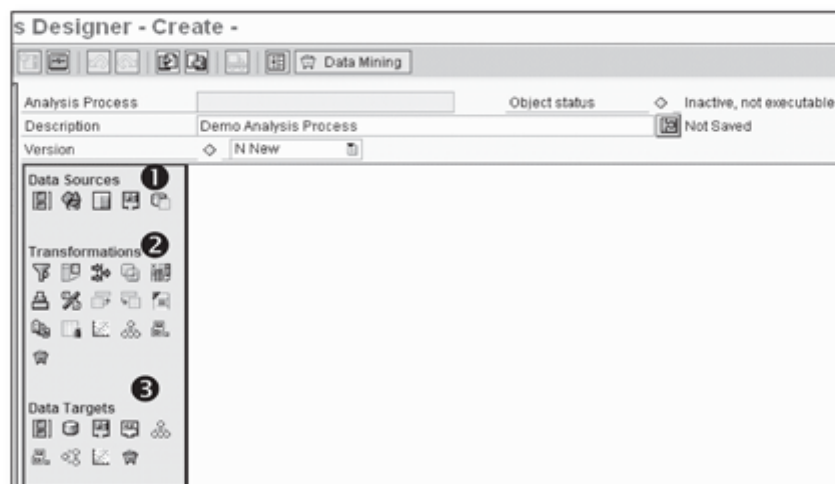 s Designer - Create -
Data Mining
Analysis Process
Object status
Inactive, not executable
Description
Demo Analysis Process
Not Saved
Version
N New
Data Sources 1
Transformations 2
3
Data Targets